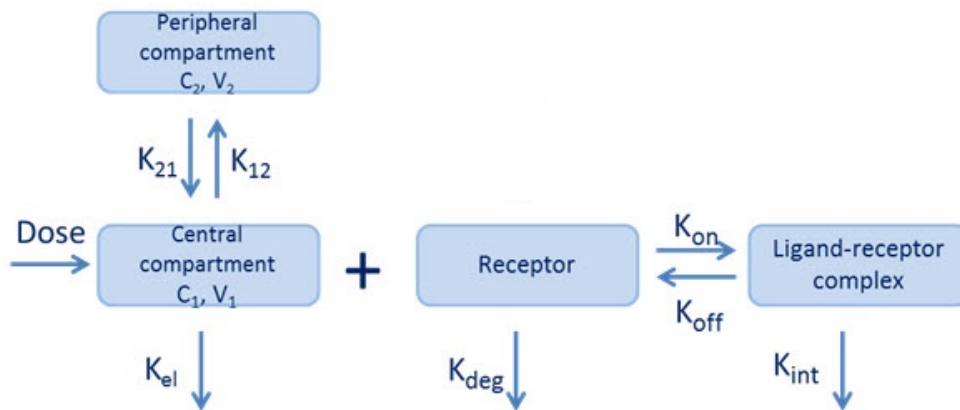 Peripheral
compartment
C₂, V₂
K₂₁
K₁₂
Dose
Central
compartment
C₁, V₁
+
Receptor
Kon
Koff
Ligand-receptor
complex
Kel
Kdeg
Kint